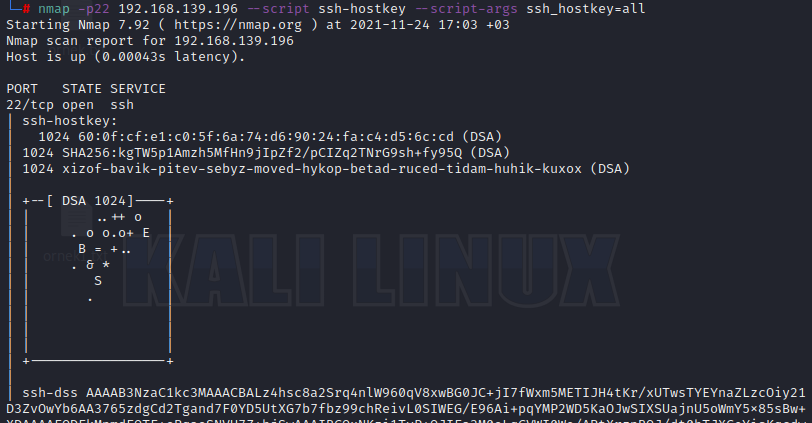 └─# nmap -p22 192.168.139.196 --script ssh-hostkey --script-args ssh_hostkey=all
Starting Nmap 7.92 ( https://nmap.org ) at 2021-11-24 17:03 +03
Nmap scan report for 192.168.139.196
Host is up (0.00043s latency).

PORT   STATE SERVICE
22/tcp open  ssh
| ssh-hostkey:
|   1024 60:0f:cf:e1:c0:5f:6a:74:d6:90:24:fa:c4:d5:6c:cd (DSA)
| 1024 SHA256:kgTW5p1Amzh5MfHn9jIpZf2/pCIZq2TNrG9sh+fy95Q (DSA)
| 1024 xizof-bavik-pitev-sebyz-moved-hykop-betad-ruced-tidam-huhik-kuxox (DSA)
|
| +--[ DSA 1024]----+
| |        ..++ o   |
| |     . o o.o+ E  |
| |      B = +..    |
| |     . & *       |
| |        S        |
| |       .         |
| |                 |
| |                 |
| |                 |
| +-----------------+
|
| ssh-dss AAAAB3NzaC1kc3MAAACBALz4hsc8a2Srq4nlW960qV8xwBG0JC+jI7fWxm5METIJH4tKr/xUTwsTYEYnaZLzcOiy21
D3ZvOwYb6AA3765zdgCd2Tgand7F0YD5UtXG7b7fbz99chReivL0SIWEG/E96Ai+pqYMP2WD5KaOJwSIXSUajnU5oWmY5×85sBw+
KALI LINUX